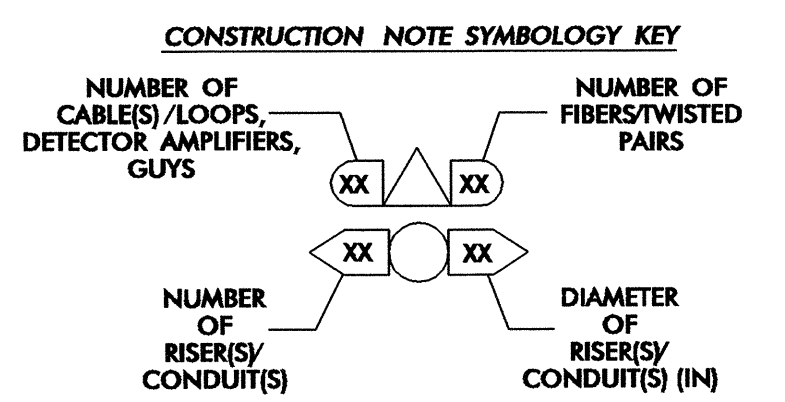 CONSTRUCTION NOTE SYMBOLOGY KEY
NUMBER OF
CABLE(S)/LOOPS,
DETECTOR AMPLIFIERS,
GUYS
NUMBER OF
FIBERS/TWISTED
PAIRS
XX
XX
XX
XX
NUMBER
OF
RISER(S)/
CONDUIT(S)
DIAMETER
OF
RISER(S)/
CONDUIT(S) (IN)